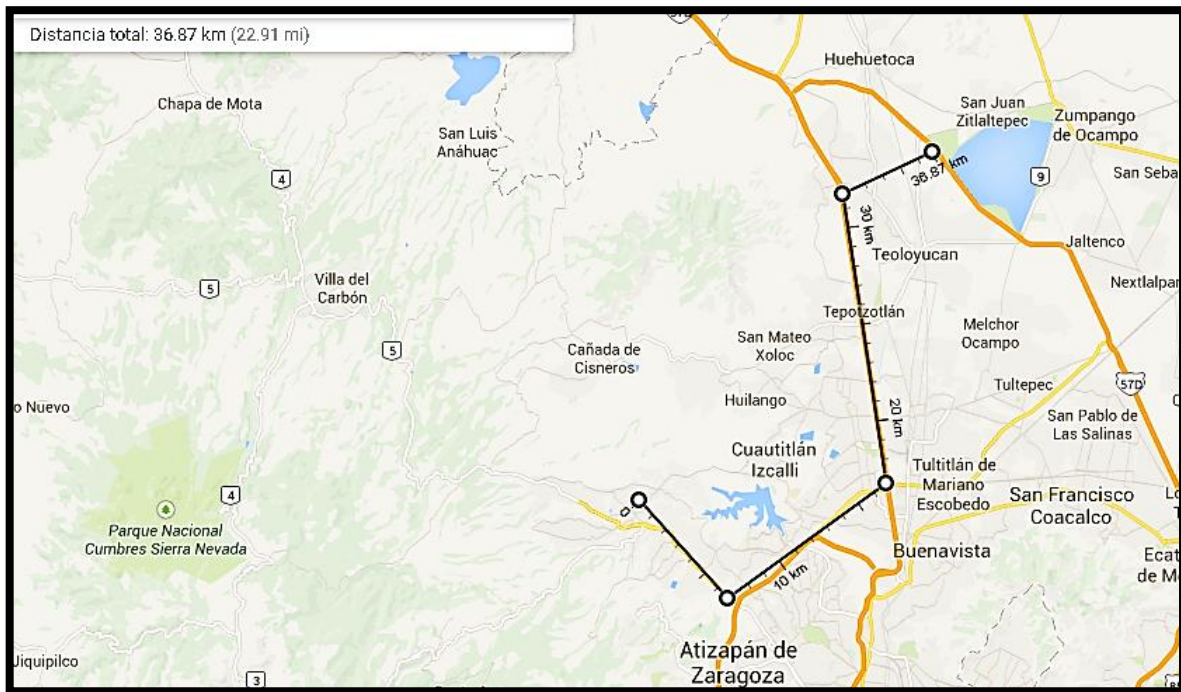 Distancia total: 36.87 km (22.91 mi)
57D
Huehuetoca
Chapa de Mota
San Juan
Zitlaltepec
Zumpango
de Ocampo
San Luis
Anáhuac
4
36.87 km
9
San Seba
30 km
Teoloyucan
Jaltenco
Villa del
Carbón
5
Nextlalpan
Tepotzotlán
San Mateo
Xoloc
Melchor
Ocampo
Cañada de
Cisneros
5
Tultepec
57D
o Nuevo
Huilango
20 km
San Pablo de
Las Salinas
Cuautitlán
Izcalli
Tultitlán de
Mariano
Escobedo
4
San Francisco
Coacalco
0
Parque Nacional
Cumbres Sierra Nevada
Buenavista
Ecat
de Mo
10 km
Atizapán de
Zaragoza
Jiquipilco
3